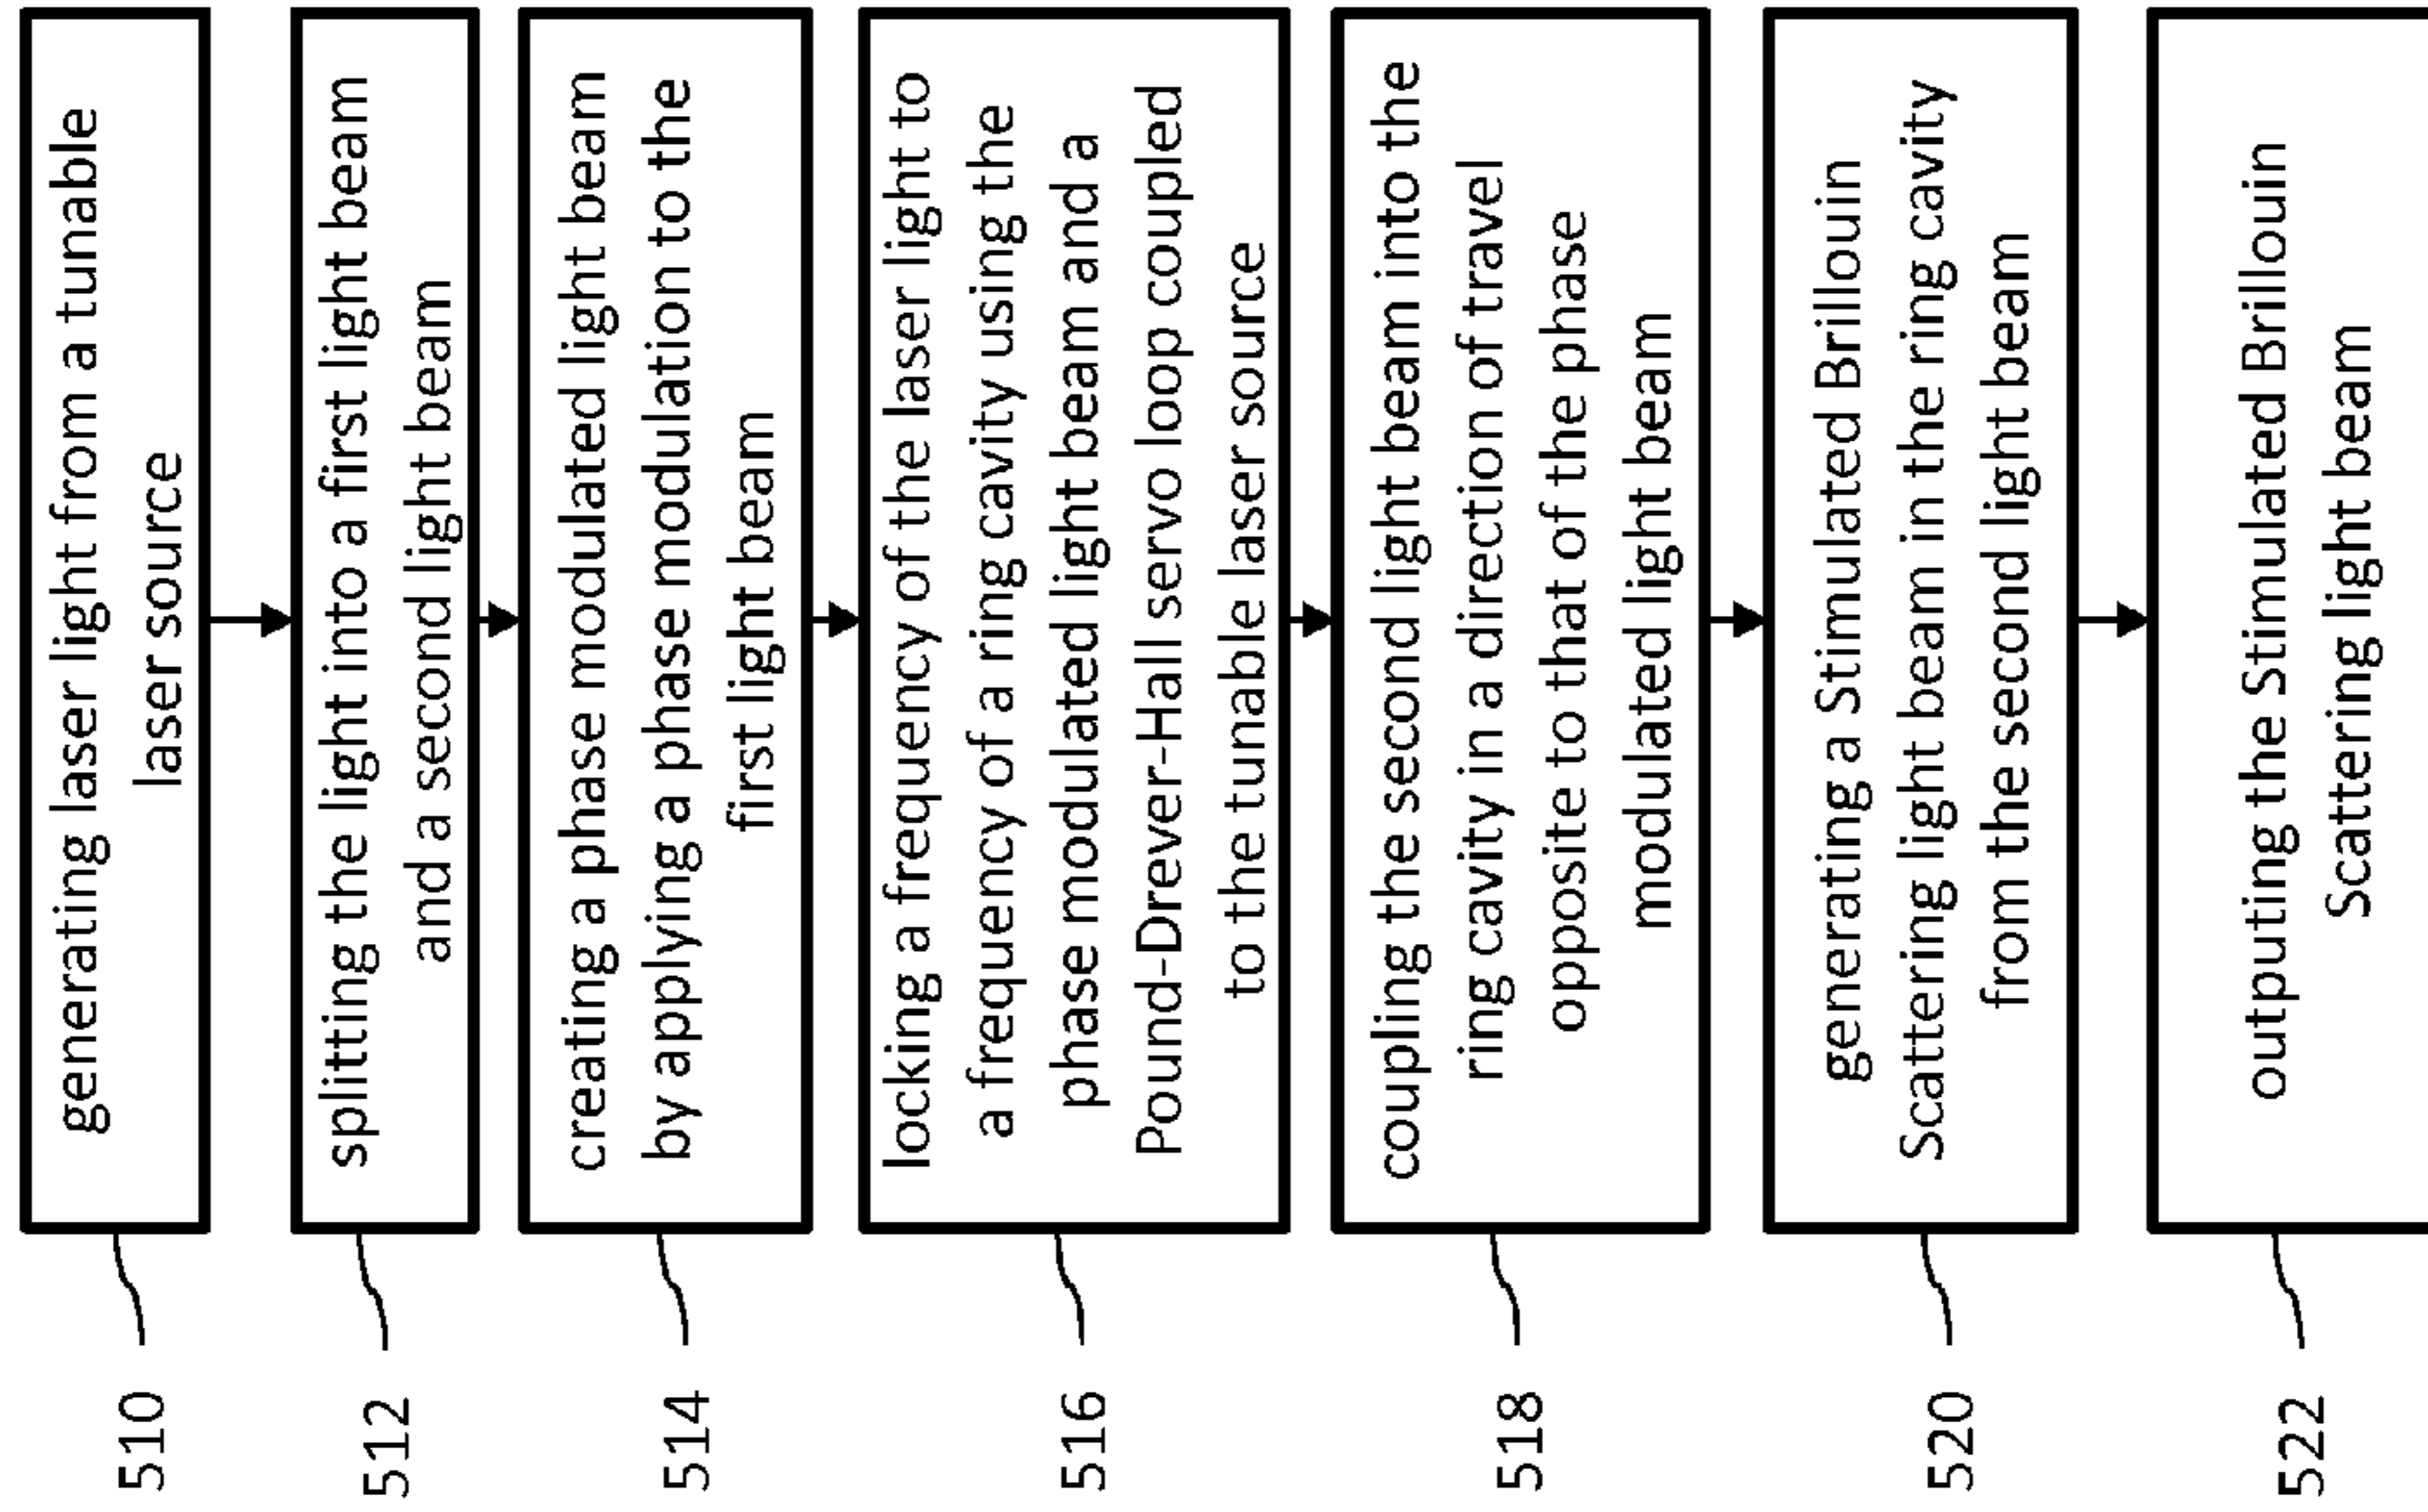 510
generating laser light from a tunable
laser source
512
splitting the light into a first light beam
and a second light beam
514
creating a phase modulated light beam
by applying a phase modulation to the
first light beam
516
locking a frequency of the laser light to
a frequency of a ring cavity using the
phase modulated light beam and a
Pound-Drever-Hall servo loop coupled
to the tunable laser source
518
coupling the second light beam into the
ring cavity in a direction of travel
opposite to that of the phase
modulated light beam
520
generating a Stimulated Brillouin
Scattering light beam in the ring cavity
from the second light beam
522
outputing the Stimulated Brillouin
Scattering light beam